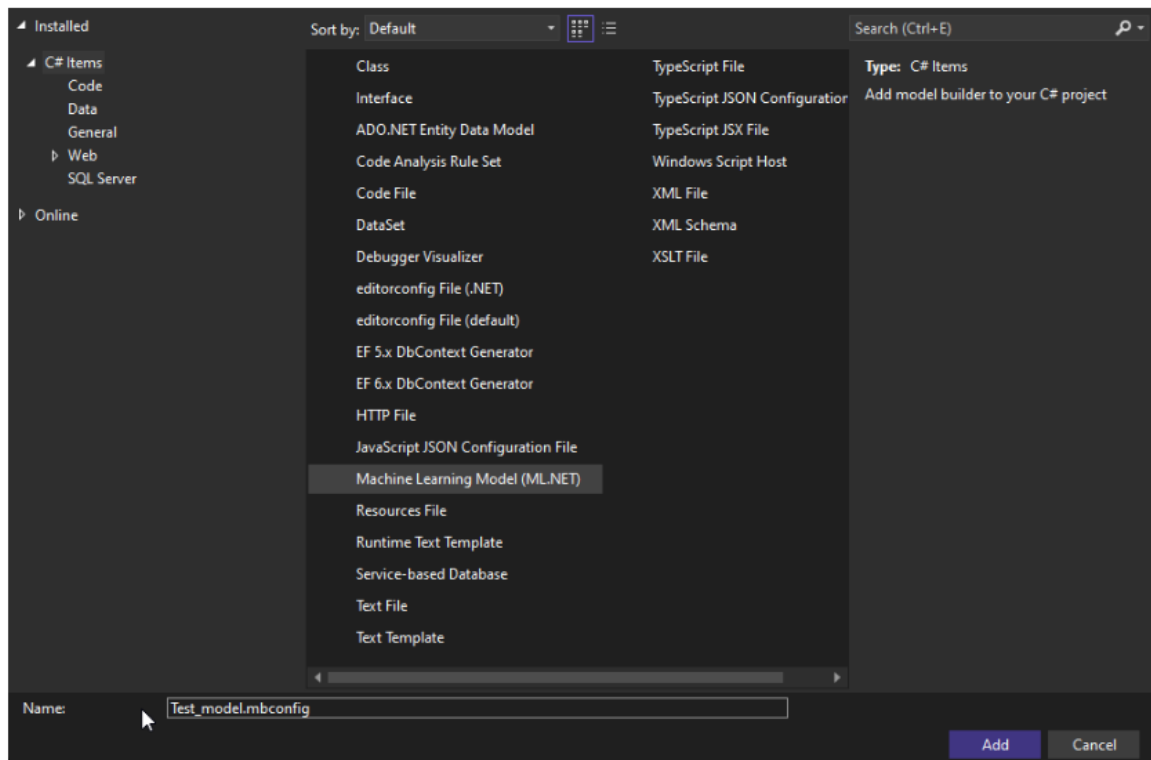 Installed
C# Items
Code
Data
General
Web
SQL Server
Online
Sort by: Default
Class
Interface
ADO.NET Entity Data Model
Code Analysis Rule Set
Code File
DataSet
Debugger Visualizer
editorconfig File (.NET)
editorconfig File (default)
EF 5.x DbContext Generator
EF 6.x DbContext Generator
HTTP File
JavaScript JSON Configuration File
Machine Learning Model (ML.NET)
Resources File
Runtime Text Template
Service-based Database
Text File
Text Template
TypeScript File
TypeScript JSON Configuration
TypeScript JSX File
Windows Script Host
XML File
XML Schema
XSLT File
Search (Ctrl+E)
Type: C# Items
Add model builder to your C# project
Name: Test_model.mbconfig
Add Cancel